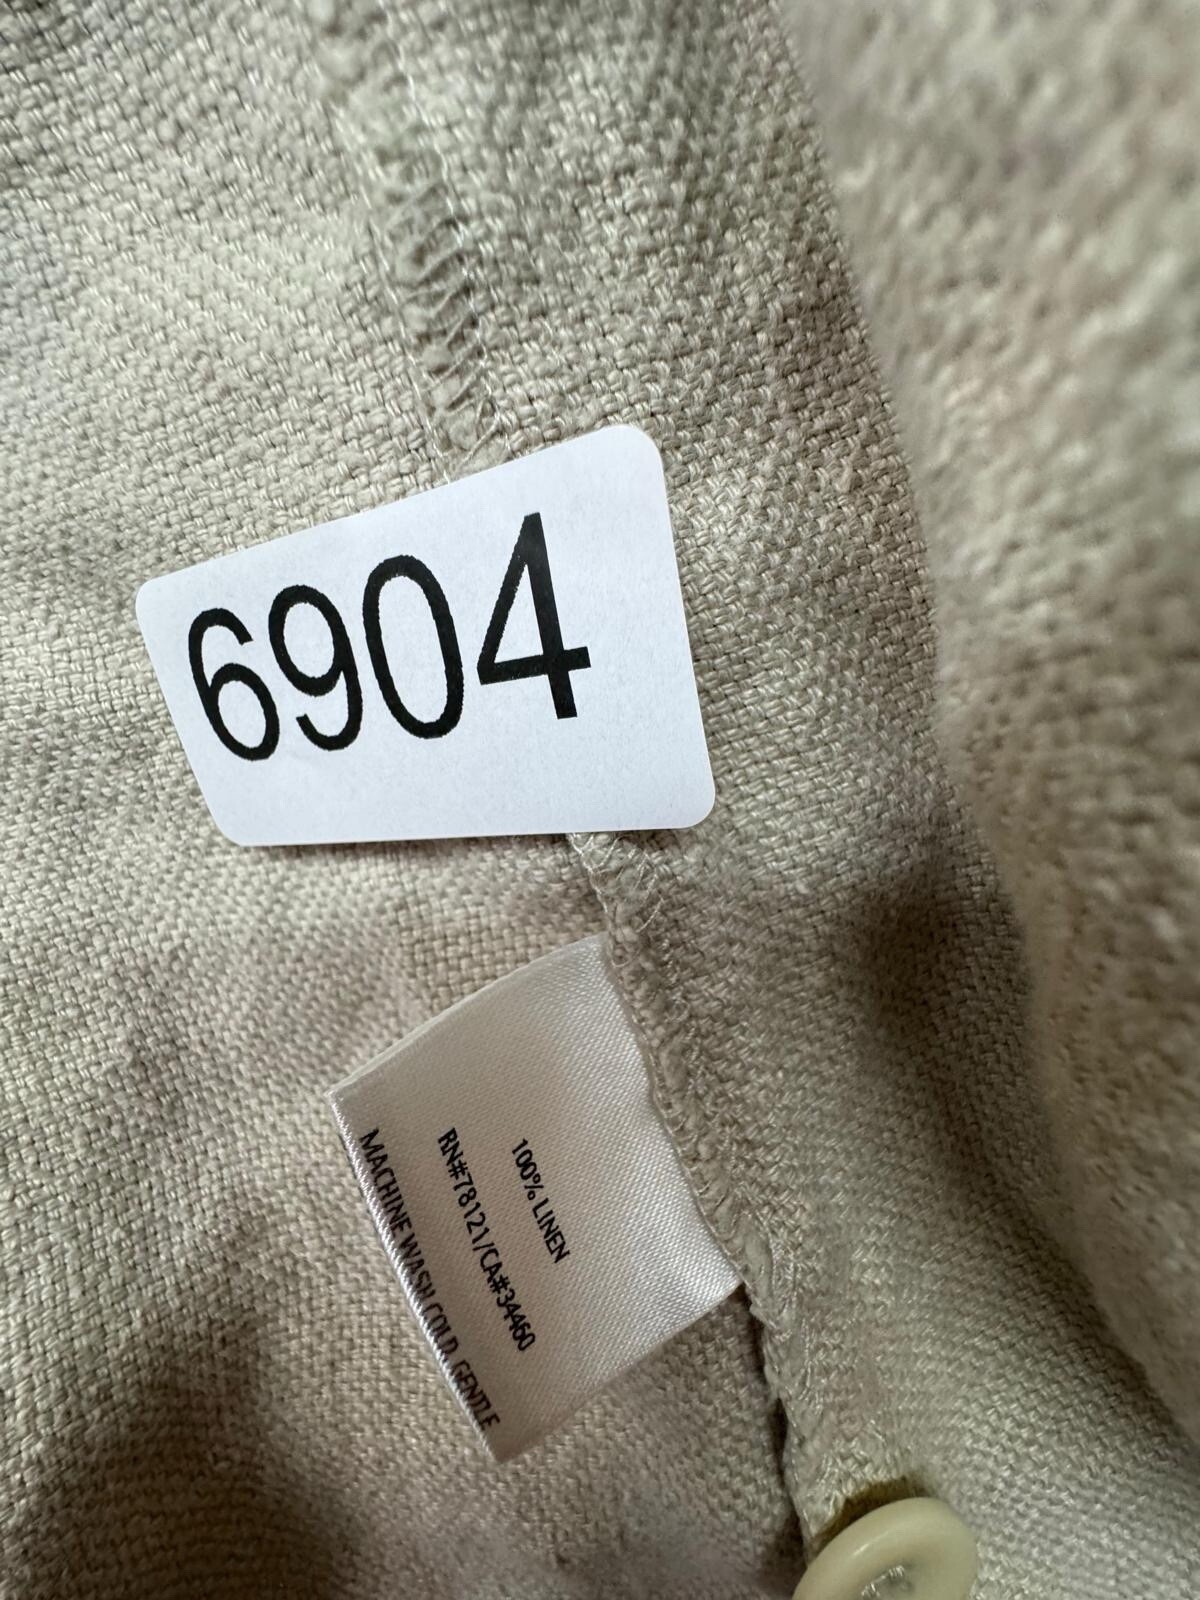 6904
100% LINEN
RN#78121/CA#34460
MACHINE WASH COLD, GENTLE